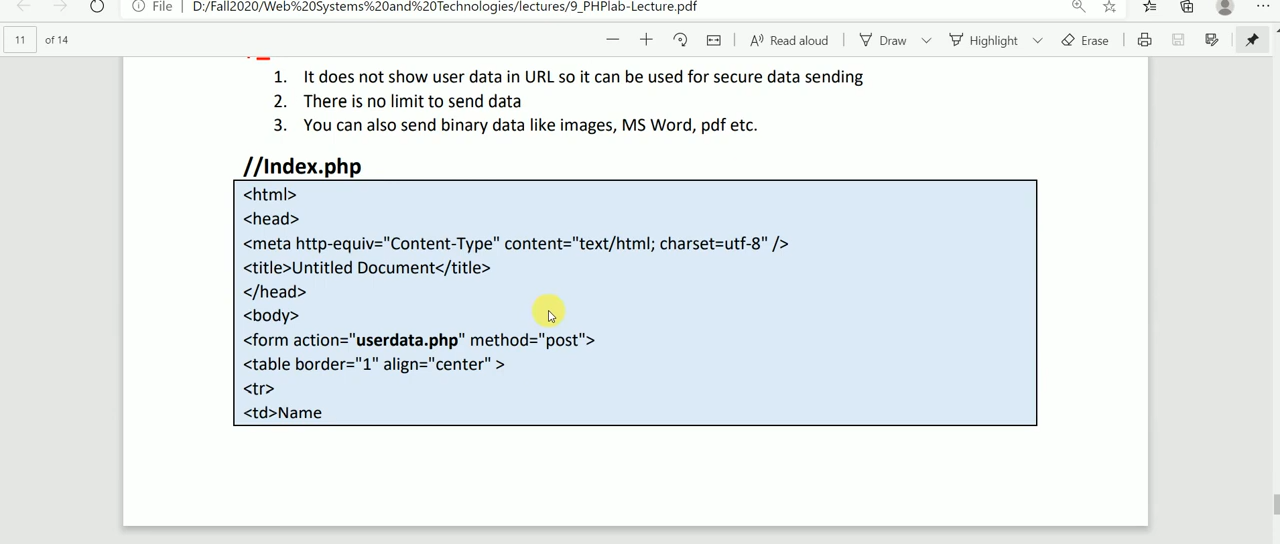 File | D:/Fall2020/Web%20Systems%20and%20Technologies/lectures/9_PHPlab-Lecture.pdf
11 of 14
Read aloud
Draw
Highlight
Erase
1. It does not show user data in URL so it can be used for secure data sending
2. There is no limit to send data
3. You can also send binary data like images, MS Word, pdf etc.
//Index.php
<html>
<head>
<meta http-equiv="Content-Type" content="text/html; charset=utf-8" />
<title>Untitled Document</title>
</head>
<body>
<form action="userdata.php" method="post">
<table border="1" align="center" >
<tr>
<td>Name